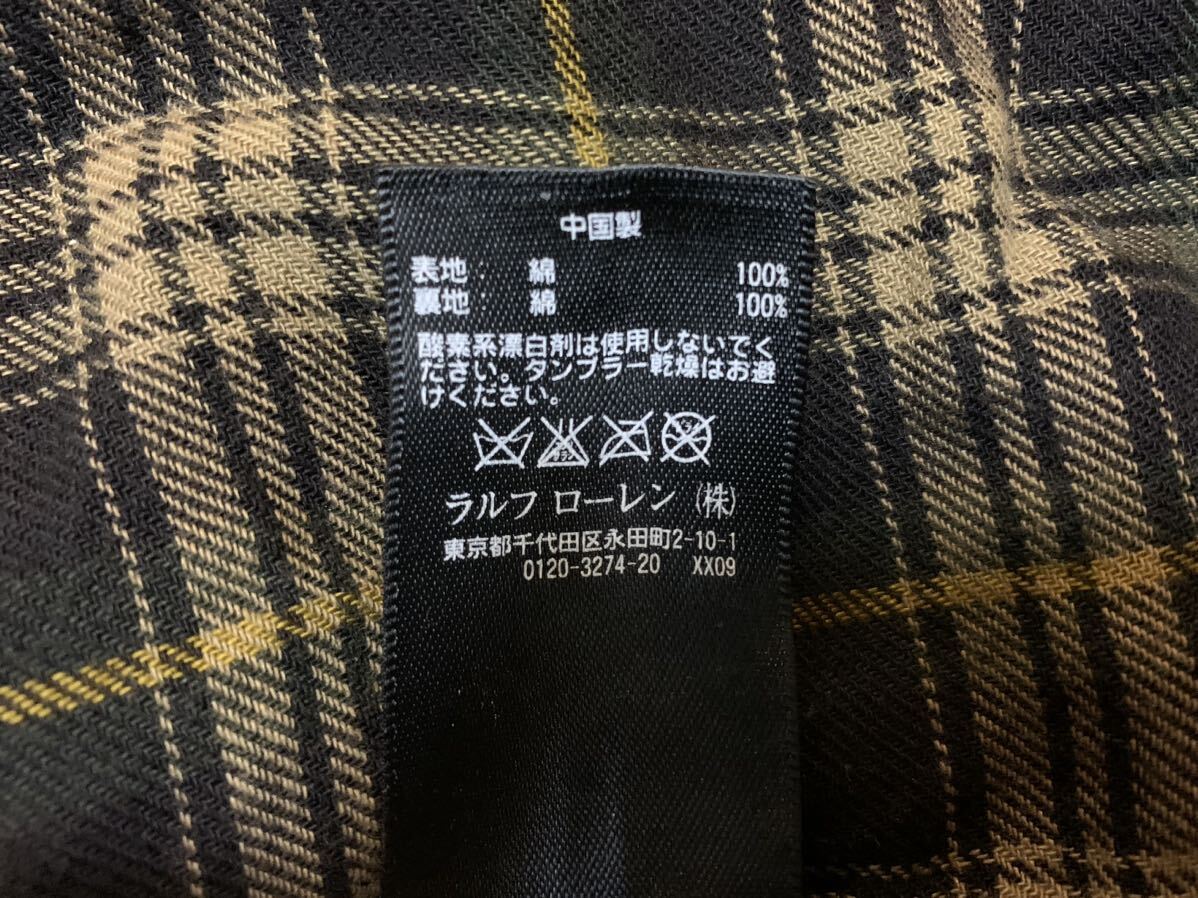 中国製
表地: 綿 100%
裏地: 綿 100%
酸素系漂白剤は使用しないでく
ださい。タンブラー乾燥はお避
けください。
ラルフ ローレン (株)
東京都千代田区永田町2-10-1
0120-3274-20 XX09